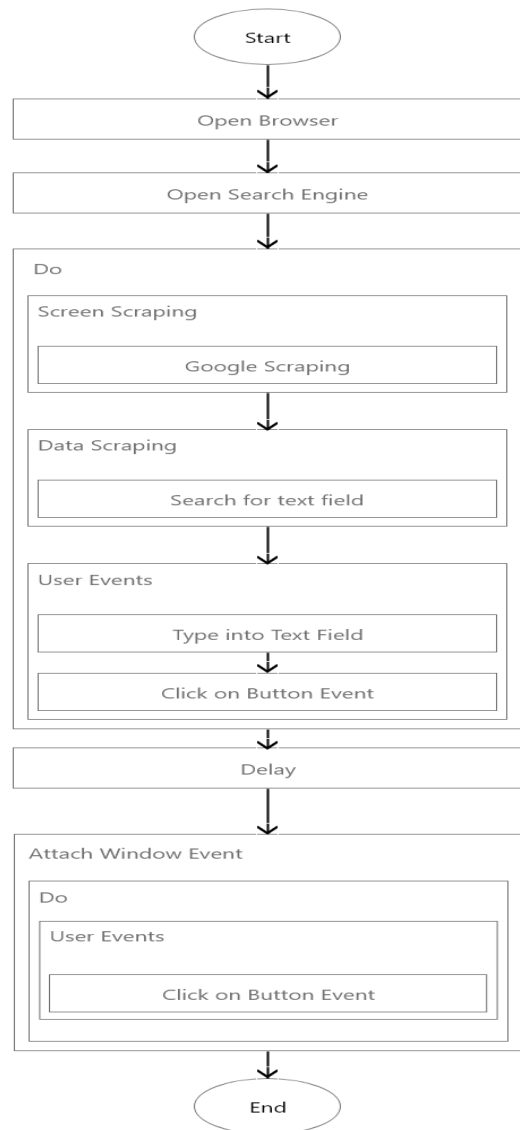 Start
Open Browser
Open Search Engine
Do
Screen Scraping
Google Scraping
Data Scraping
Search for text field
User Events
Type into Text Field
Click on Button Event
Delay
Attach Window Event
Do
User Events
Click on Button Event
End